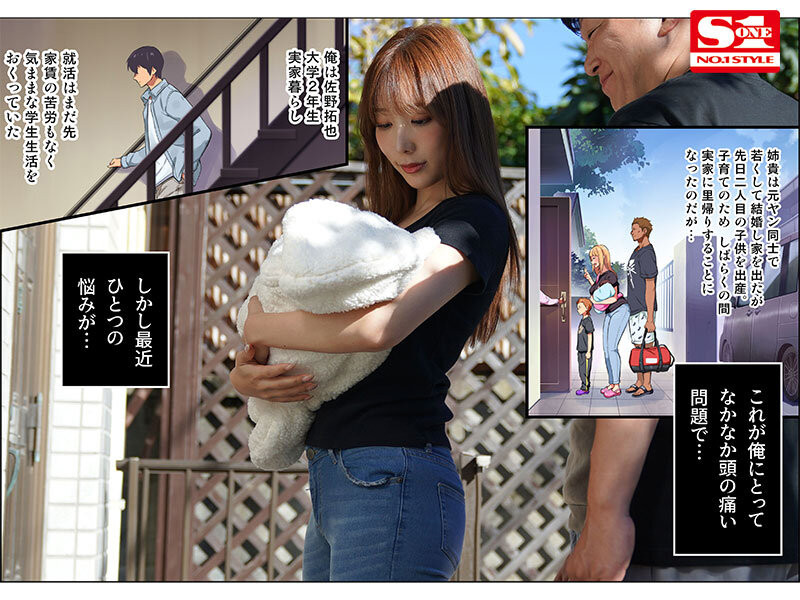 俺は佐野拓也
大学２年生
実家暮らし
就活はまだ先
家賃の苦労もなく
気ままな学生生活を
おくっていた
しかし最近
ひとつの
悩みが…
S1
ONE
NO.1 STYLE
姉貴は元ヤン同士で
若くして結婚し家を出たが
先日二人目の子供を出産。
子育てのため しばらくの間
実家に里帰りすることに
なったのだが…
これが俺にとって
なかなか頭の痛い
問題で…